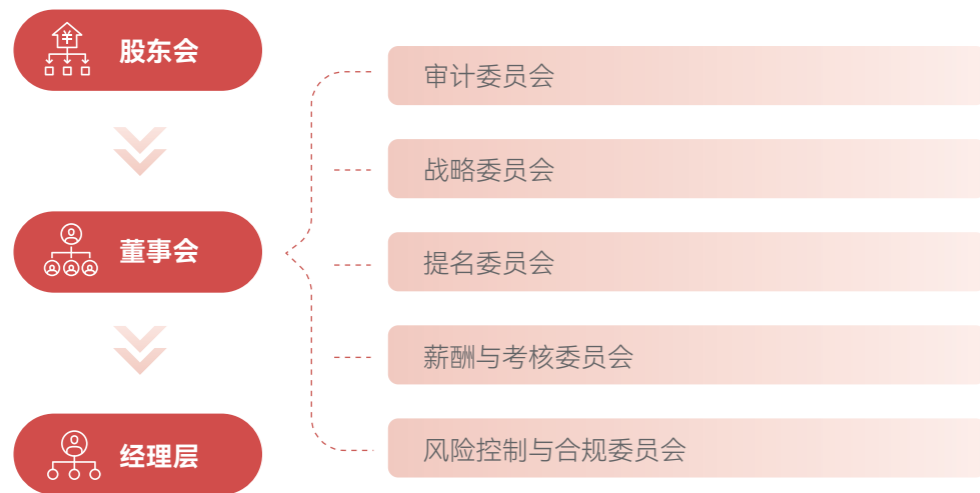 股东会
董事会
经理层
审计委员会
战略委员会
提名委员会
薪酬与考核委员会
风险控制与合规委员会